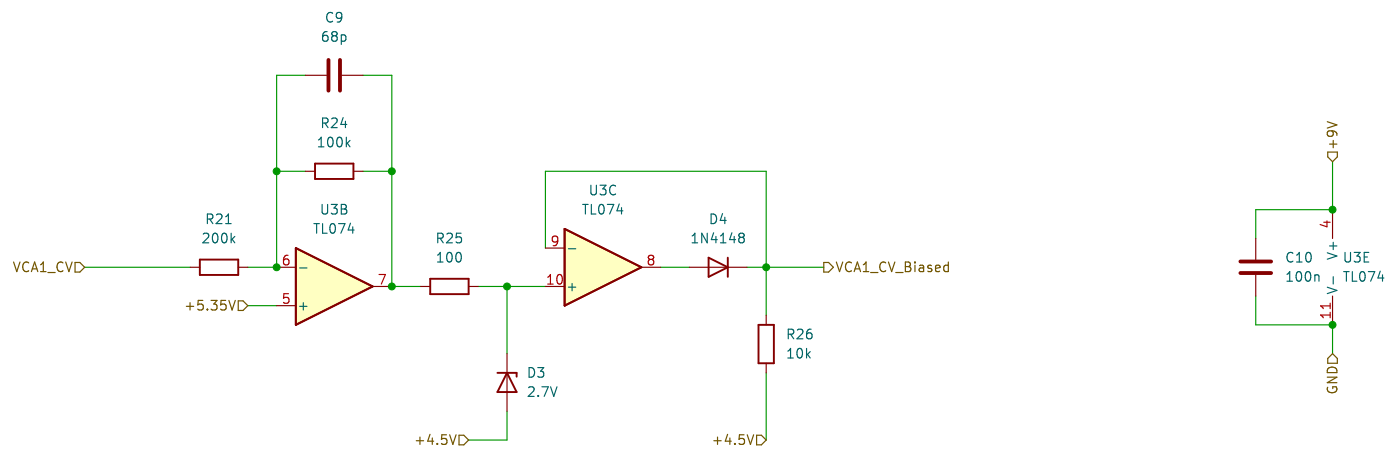 C9
68p
R24
100k
R21
200k
U3B
TL074
VCA1_CV
6
5
7
+5.35V
R25
100
U3C
TL074
9
10
8
D4
1N4148
VCA1_CV_Biased
D3
2.7V
+4.5V
R26
10k
+4.5V
+9V
4
V+
C10
100n
U3E
TL074
V-
11
GND